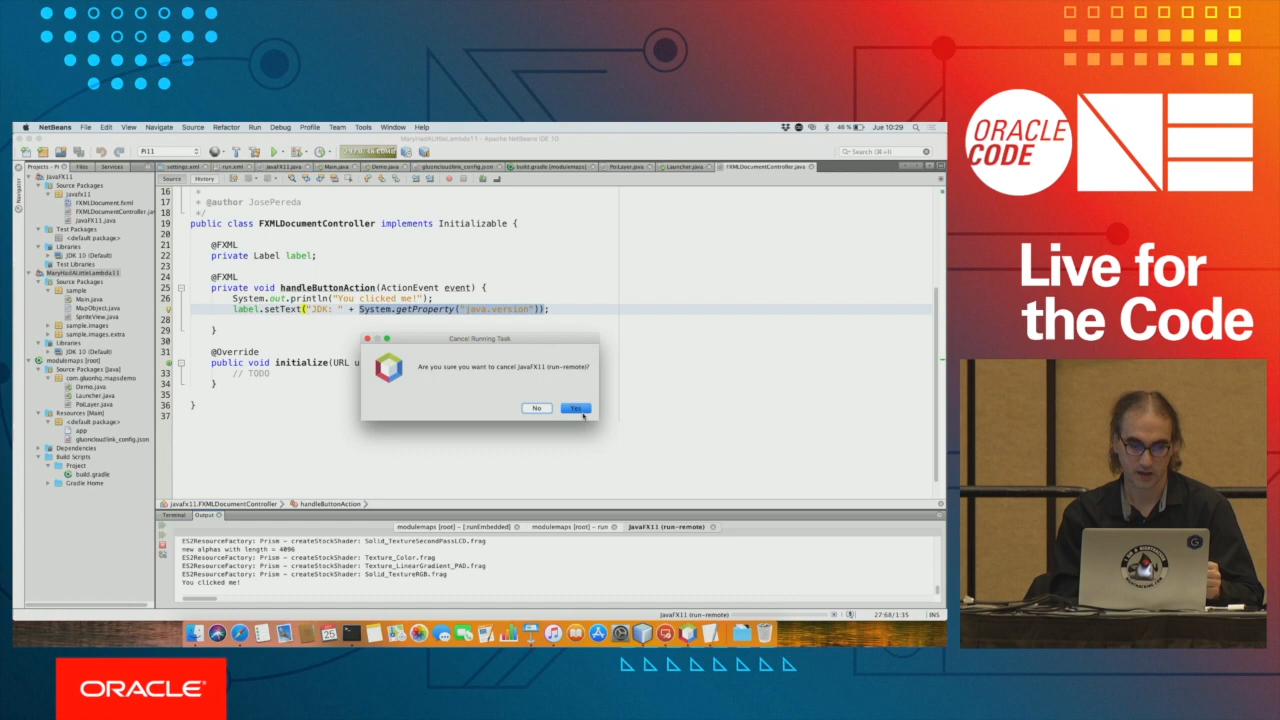 NetBeans File Edit View Navigate Source Refactor Run Debug Profile Team Tools Window Help
46 % Jue 10:29
MaryHadALittleLambda11 - Apache NetBeans IDE 10
Pi11
Search (⌘+I)
Projects
Files
Services
settings.xml
run.xml
JavaFX11.java
Main.java
Demo.java
gluoncloudlink_config.json
build.gradle [modulemaps]
PoiLayer.java
Launcher.java
FXMLDocumentController.java
Source
History
Navigator
JavaFX11
Source Packages
javafx11
FXMLDocument.fxml
FXMLDocumentController.jav
JavaFX11.java
Test Packages
<default package>
Libraries
JDK 10 (Default)
Test Libraries
MaryHadALittleLambda11
Source Packages
sample
Main.java
MapObject.java
SpriteView.java
sample.images
sample.images.extra
Libraries
JDK 11 (Default)
modulemaps [root]
Source Packages [Java]
com.gluonhq.mapsdemo
Demo.java
Launcher.java
PoiLayer.java
Resources [Main]
<default package>
app
gluoncloudlink_config.json
Dependencies
Build Scripts
Project
build.gradle
Gradle Home
16 *
17 * @author JosePereda
18 */
19 public class FXMLDocumentController implements Initializable {
20
21 @FXML
22 private Label label;
23
24 @FXML
25 private void handleButtonAction(ActionEvent event) {
26 System.out.println("You clicked me!");
label.setText("JDK: " + System.getProperty("java.version"));
28
29 }
30
31 @Override
public void initialize(URL u
33 // TODO
34 }
35
36 }
37
Cancel Running Task
Are you sure you want to cancel JavaFX11 (run-remote)?
No
Yes
javafx11.FXMLDocumentController
handleButtonAction
Terminal
Output
modulemaps [root] - [:runEmbedded]
modulemaps [root] - run
JavaFX11 (run-remote)
ES2ResourceFactory: Prism - createStockShader: Solid_TextureSecondPassLCD.frag
new alphas with length = 4096
ES2ResourceFactory: Prism - createStockShader: Texture_Color.frag
ES2ResourceFactory: Prism - createStockShader: Texture_LinearGradient_PAD.frag
ES2ResourceFactory: Prism - createStockShader: Solid_TextureRGB.frag
You clicked me!
JavaFX11 (run-remote)
27:68/1:35
INS
ORACLE
CODE
ONE
Live for
the Code
ORACLE